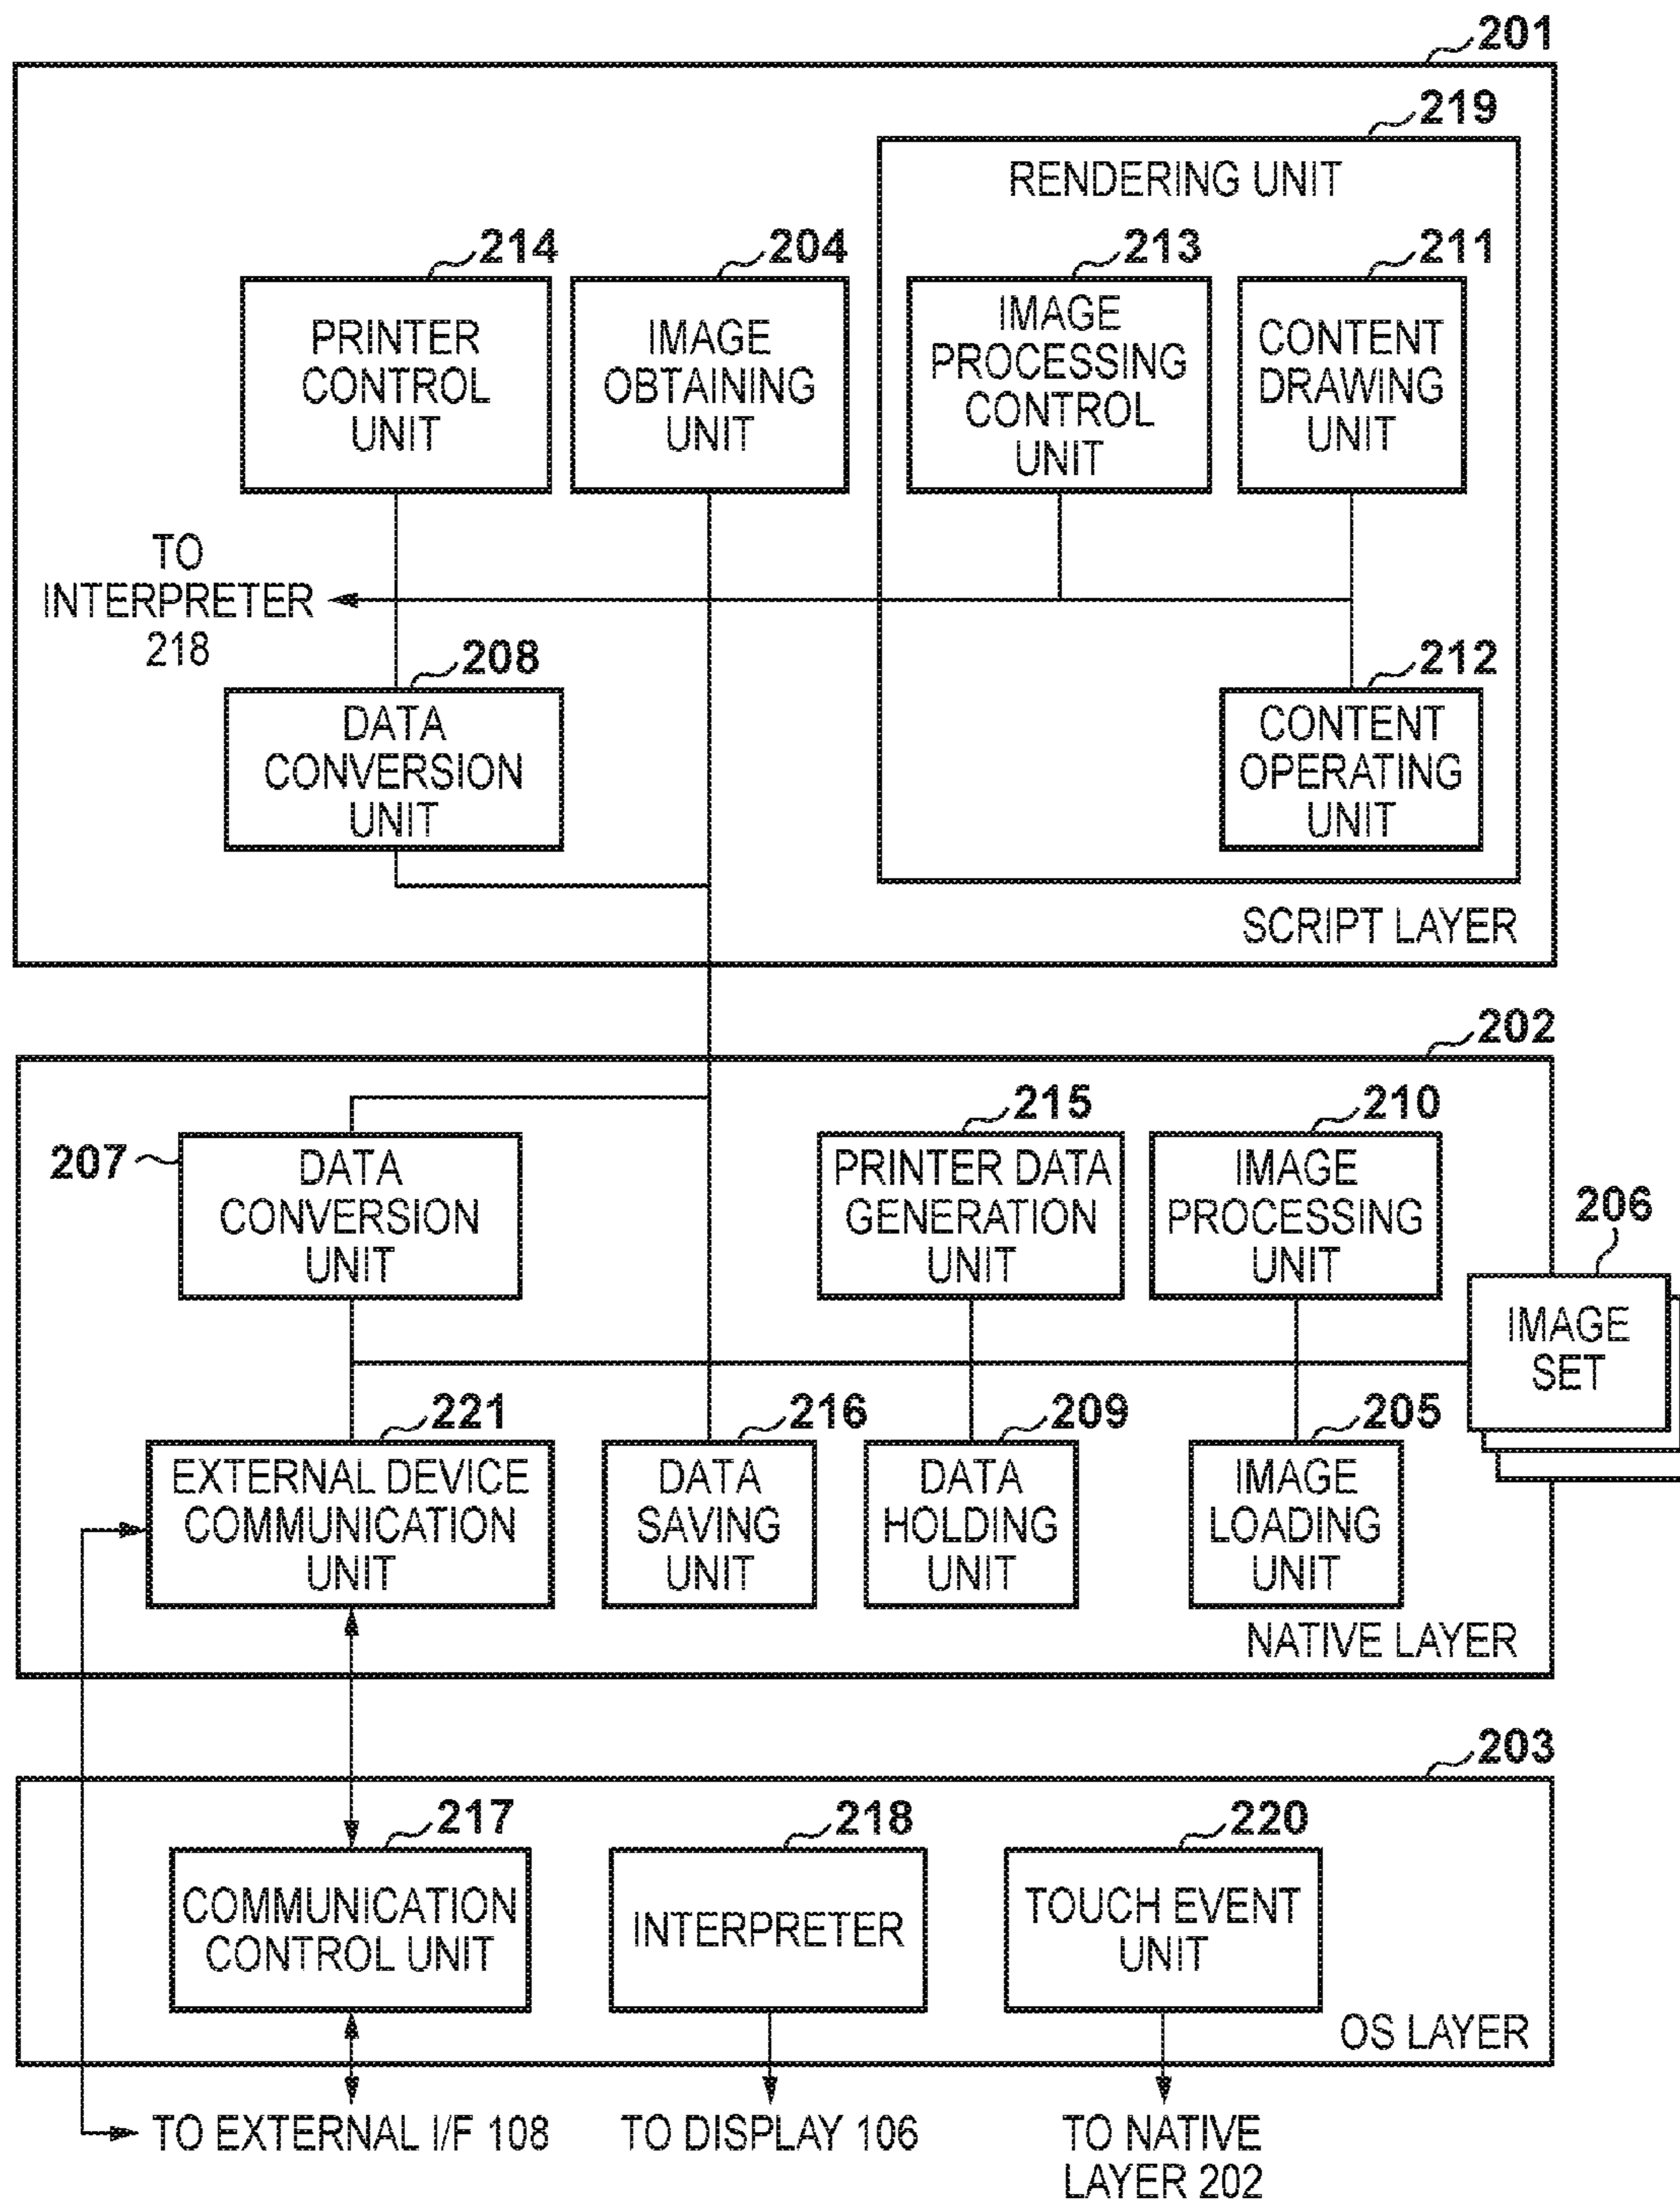 201
219
RENDERING UNIT
214
204
213
211
PRINTER
CONTROL
UNIT
IMAGE
OBTAINING
UNIT
IMAGE
PROCESSING
CONTROL
UNIT
CONTENT
DRAWING
UNIT
TO
INTERPRETER
218
208
212
DATA
CONVERSION
UNIT
CONTENT
OPERATING
UNIT
SCRIPT LAYER
202
207
215
210
206
DATA
CONVERSION
UNIT
PRINTER DATA
GENERATION
UNIT
IMAGE
PROCESSING
UNIT
IMAGE
SET
221
216
209
205
EXTERNAL DEVICE
COMMUNICATION
UNIT
DATA
SAVING
UNIT
DATA
HOLDING
UNIT
IMAGE
LOADING
UNIT
NATIVE LAYER
203
217
218
220
COMMUNICATION
CONTROL UNIT
INTERPRETER
TOUCH EVENT
UNIT
OS LAYER
TO EXTERNAL I/F 108
TO DISPLAY 106
TO NATIVE
LAYER 202